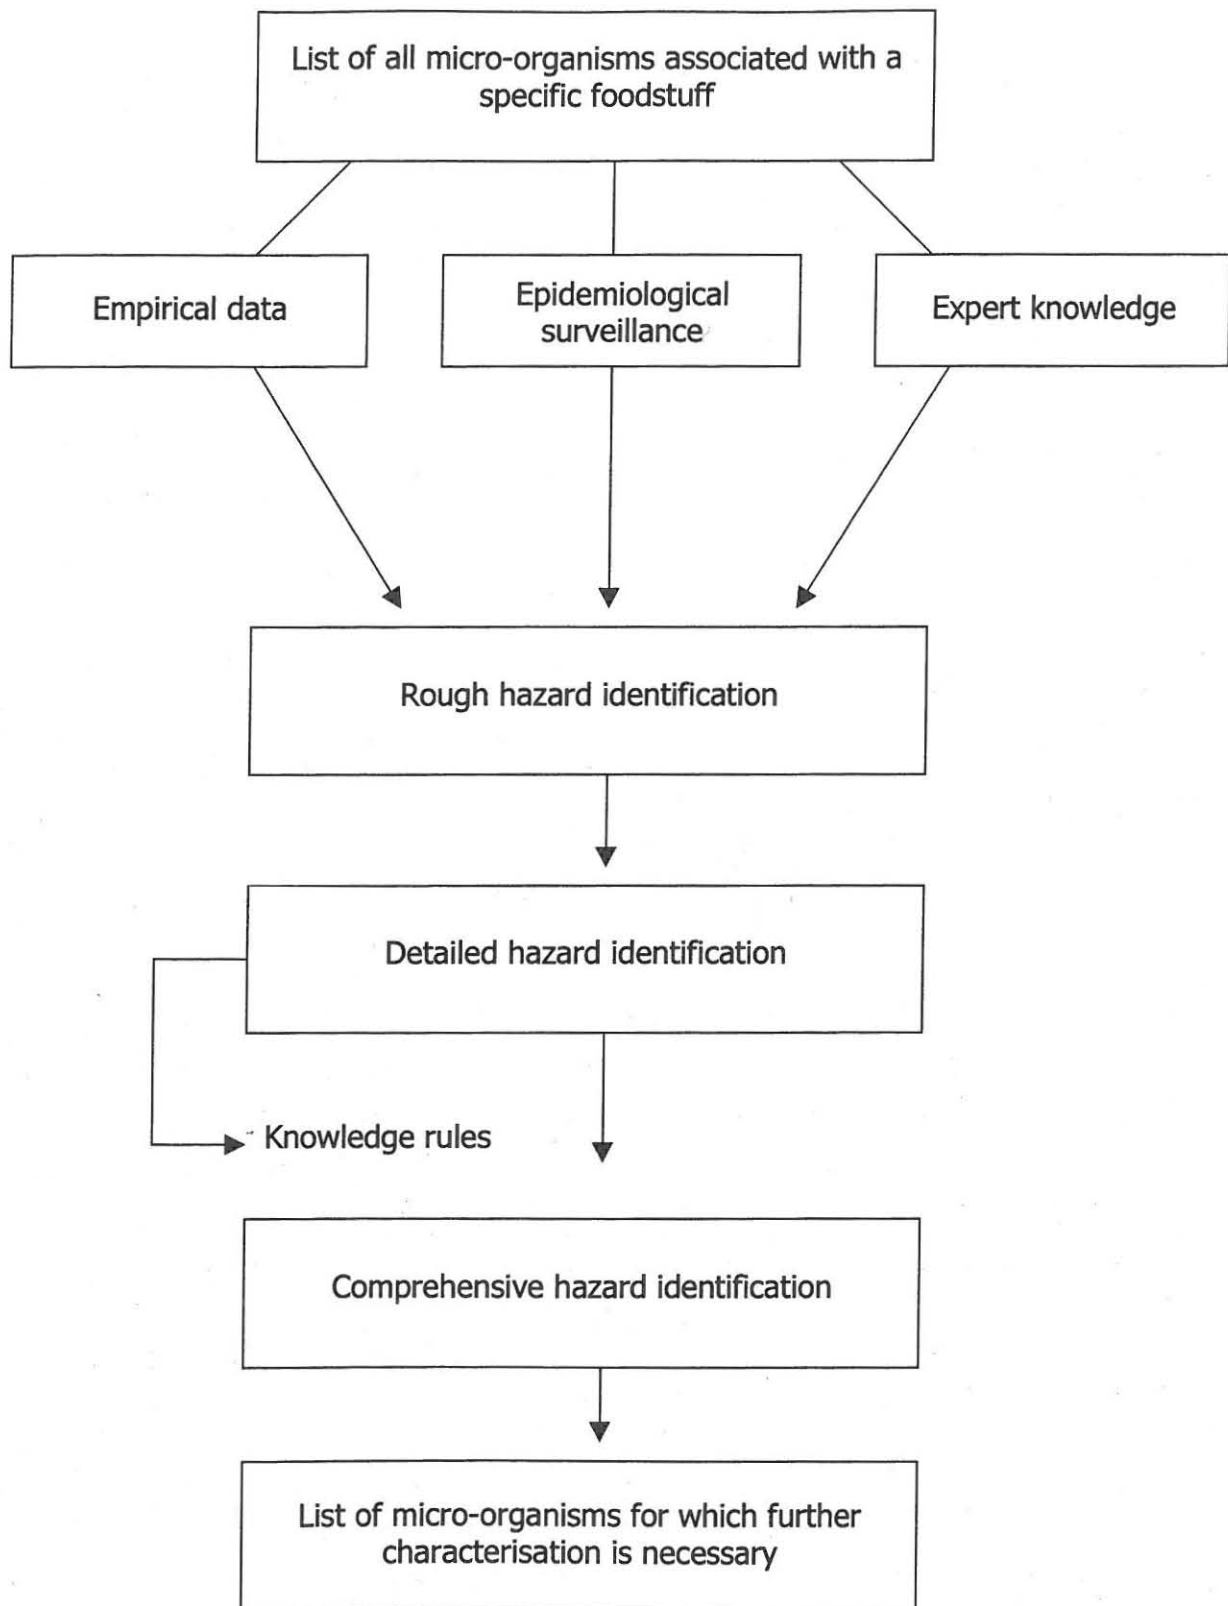 List of all micro-organisms associated with a
specific foodstuff
Empirical data
Epidemiological
surveillance
Expert knowledge
Rough hazard identification
Detailed hazard identification
Knowledge rules
Comprehensive hazard identification
List of micro-organisms for which further
characterisation is necessary